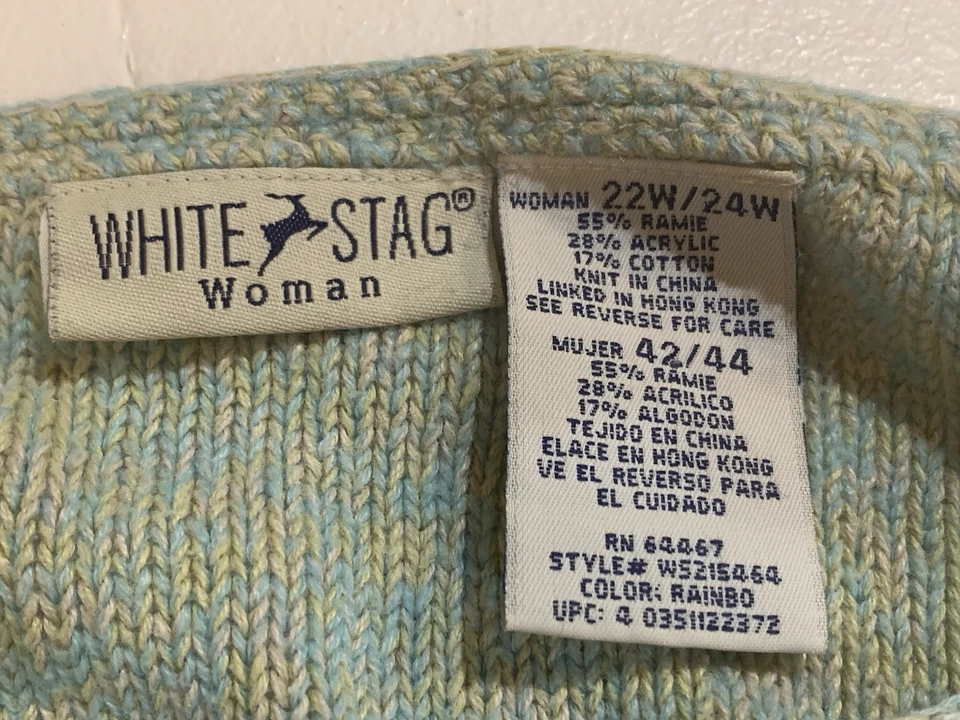 WHITE STAG®
Woman
WOMAN 22W/24W
55% RAMIE
28% ACRYLIC
17% COTTON
KNIT IN CHINA
LINKED IN HONG KONG
SEE REVERSE FOR CARE
MUJER 42/44
55% RAMIE
28% ACRILICO
17% ALGODON
TEJIDO EN CHINA
ELACE EN HONG KONG
VE EL REVERSO PARA
EL CUIDADO
RN 64467
STYLE# WS215464
COLOR: RAINBO
UPC: 4 0351122372